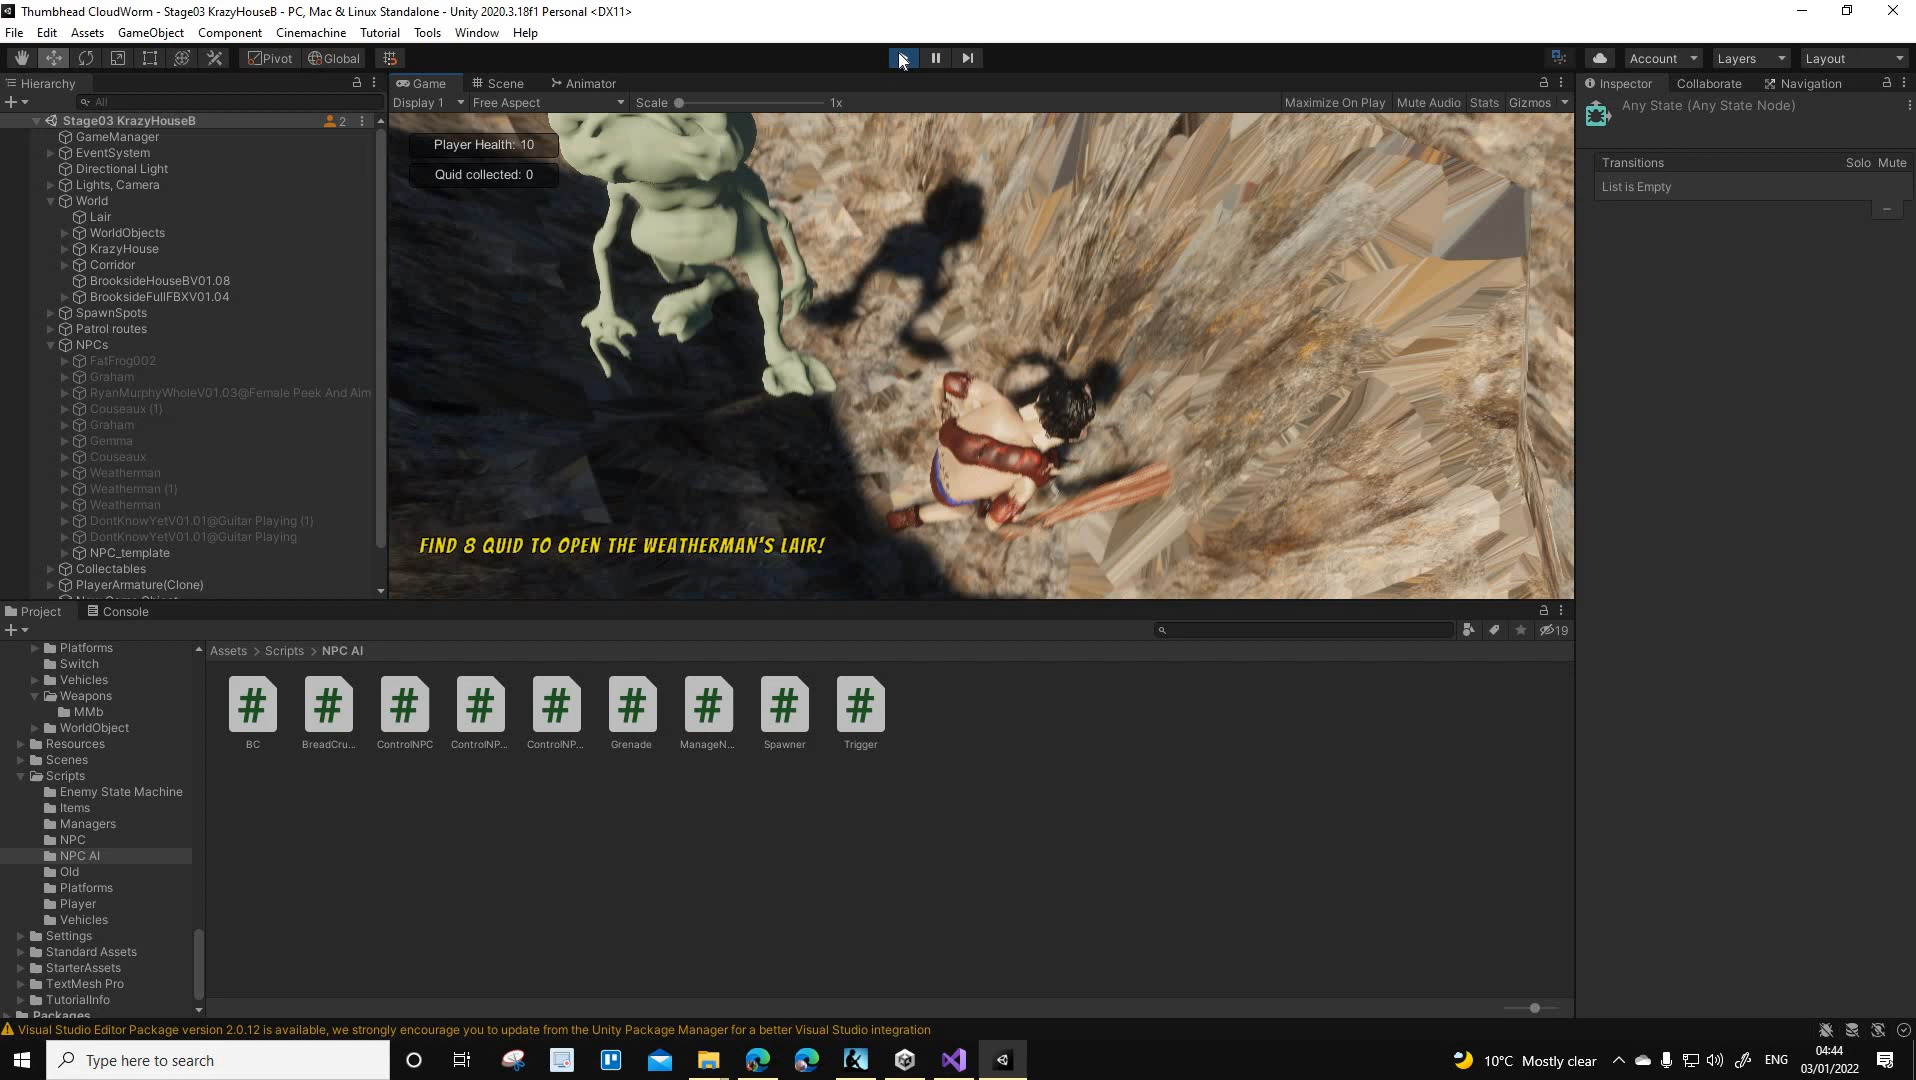 Thumbhead CloudWorm - Stage03 KrazyHouseB - PC, Mac & Linux Standalone - Unity 2020.3.18f1 Personal <DX11>
File Edit Assets GameObject Component Cinemachine Tutorial Tools Window Help
Pivot Global
Account Layers Layout
Hierarchy
All
Stage03 KrazyHouseB 2
GameManager
EventSystem
Directional Light
Lights, Camera
World
Lair
WorldObjects
KrazyHouse
Corridor
BrooksideHouseBV01.08
BrooksideFullFBXV01.04
SpawnSpots
Patrol routes
NPCs
FatFrog002
Graham
RyanMurphyWholeV01.03@Female Peek And Aim
Couseaux (1)
Graham
Gemma
Couseaux
Weatherman
Weatherman (1)
Weatherman
DontKnowYetV01.01@Guitar Playing (1)
DontKnowYetV01.01@Guitar Playing
NPC_template
Collectables
PlayerArmature(Clone)
Game Scene Animator
Display 1 Free Aspect Scale 1x Maximize On Play Mute Audio Stats Gizmos
Player Health: 10
Quid collected: 0
FIND 8 QUID TO OPEN THE WEATHERMAN'S LAIR!
Inspector Collaborate Navigation
Any State (Any State Node)
Transitions Solo Mute
List is Empty
Project Console
19
Platforms
Switch
Vehicles
Weapons
MMb
WorldObject
Resources
Scenes
Scripts
Enemy State Machine
Items
Managers
NPC
NPC AI
Old
Platforms
Player
Vehicles
Settings
Standard Assets
StarterAssets
TextMesh Pro
TutorialInfo
Packages
Assets > Scripts > NPC AI
BC BreadCru... ControlNPC ControlNP... ControlNP... Grenade ManageN... Spawner Trigger
Visual Studio Editor Package version 2.0.12 is available, we strongly encourage you to update from the Unity Package Manager for a better Visual Studio integration
Type here to search
10°C Mostly clear
ENG
04:44
03/01/2022